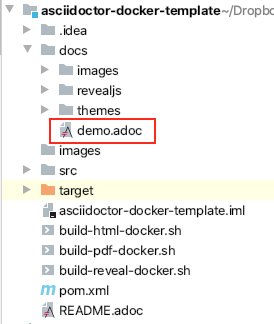 asciidoctor-docker-template ~/Dropbo
.idea
docs
images
revealjs
themes
demo.adoc
images
src
target
asciidoctor-docker-template.iml
build-html-docker.sh
build-pdf-docker.sh
build-reveal-docker.sh
pom.xml
README.adoc